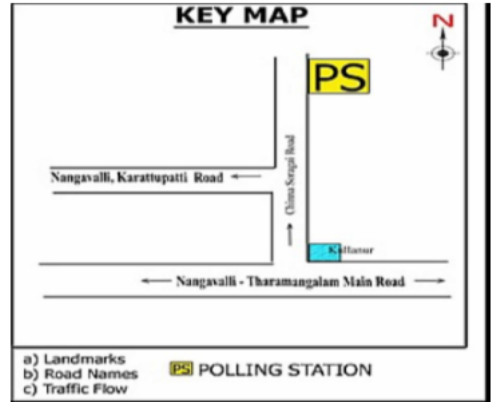 KEY MAP
N
PS
Nangavalli, Karattupatti Road
Chinna Soragai Road
Kullanur
Nangavalli - Tharamangalam Main Road
a) Landmarks
b) Road Names
c) Traffic Flow
PS POLLING STATION